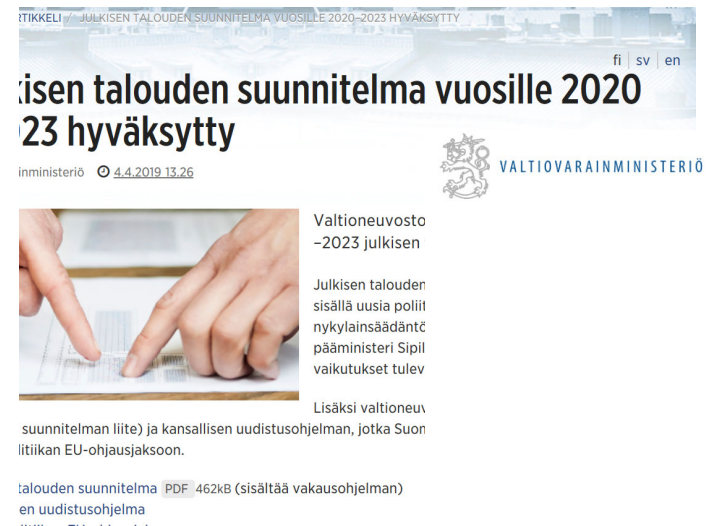 ARTIKKELI / JULKISEN TALOUDEN SUUNNITELMA VUOSILLE 2020–2023 HYVÄKSYTTY
fi | sv | en
kisen talouden suunnitelma vuosille 2020
023 hyväksytty
VALTIOVARAINMINISTERIÖ
inministeriö 4.4.2019 13.26
Valtioneuvosto
–2023 julkisen
Julkisen talouden
sisällä uusia poliit
nykylainsäädäntö
pääministeri Sipil
vaikutukset tulev
Lisäksi valtioneuv
suunnitelman liite) ja kansallisen uudistusohjelman, jotka Suon
litiikan EU-ohjausjaksoon.
talouden suunnitelma PDF 462kB (sisältää vakausohjelman)
en uudistusohjelma